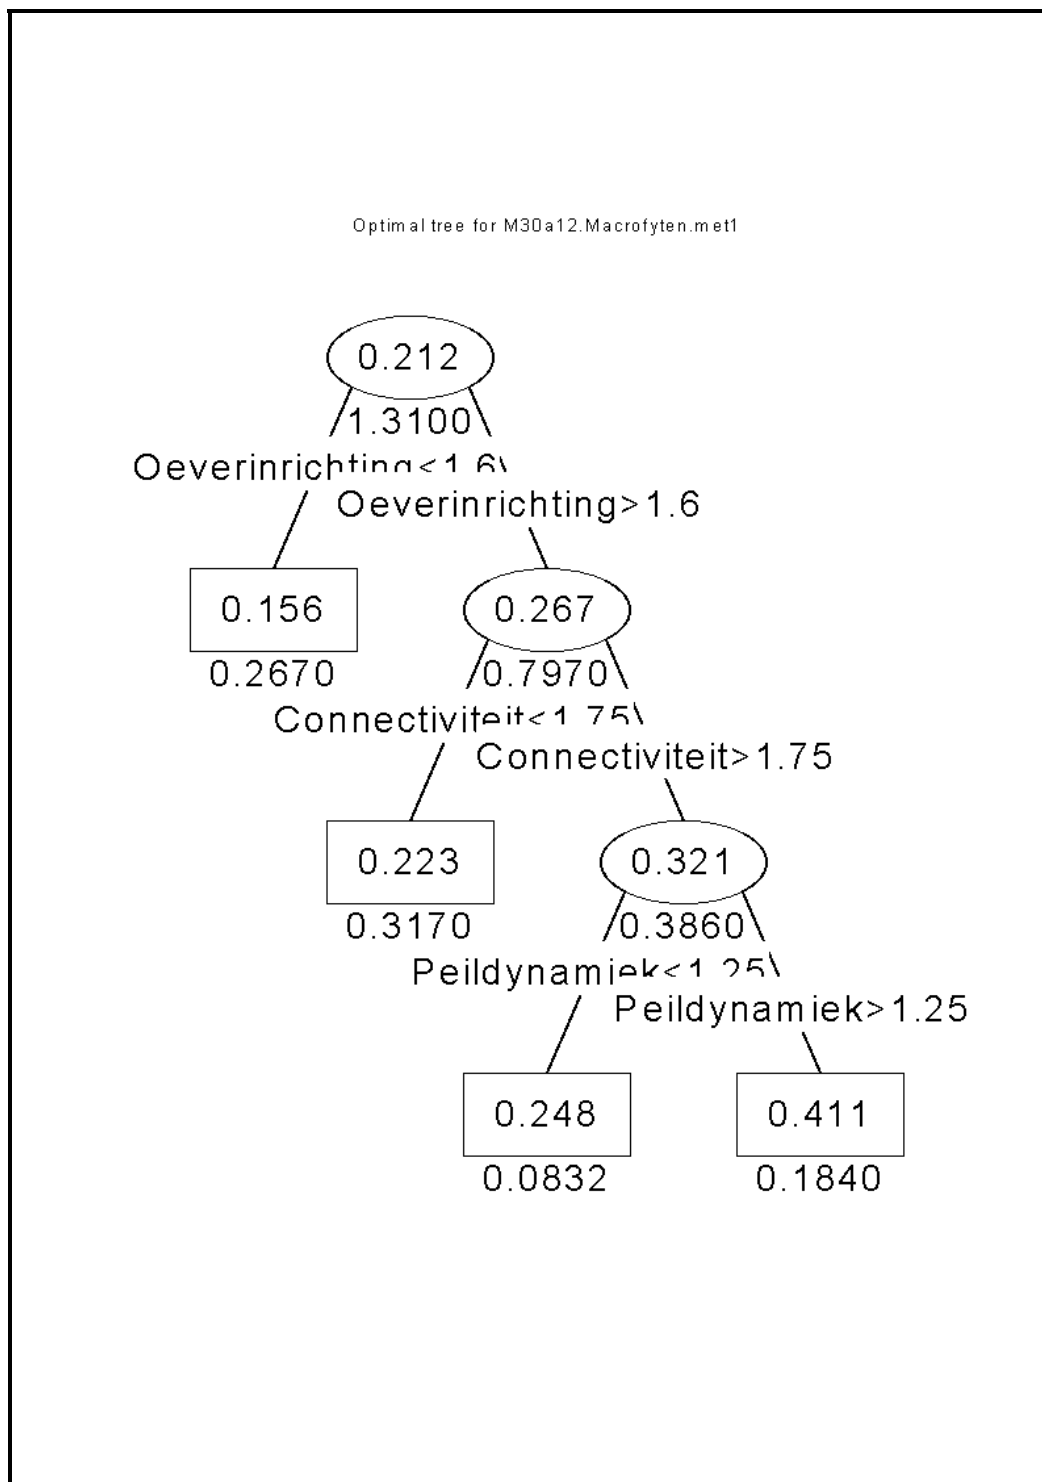 Optimal tree for M30a12.Macrofyten.met1
0.212
1.3100
Oeverinrichting<1.6
Oeverinrichting>1.6
0.156
0.267
0.2670
0.7970
Connectiviteit<1.75
Connectiviteit>1.75
0.223
0.321
0.3170
0.3860
Peildynamiek<1.25
Peildynamiek>1.25
0.248
0.411
0.0832
0.1840